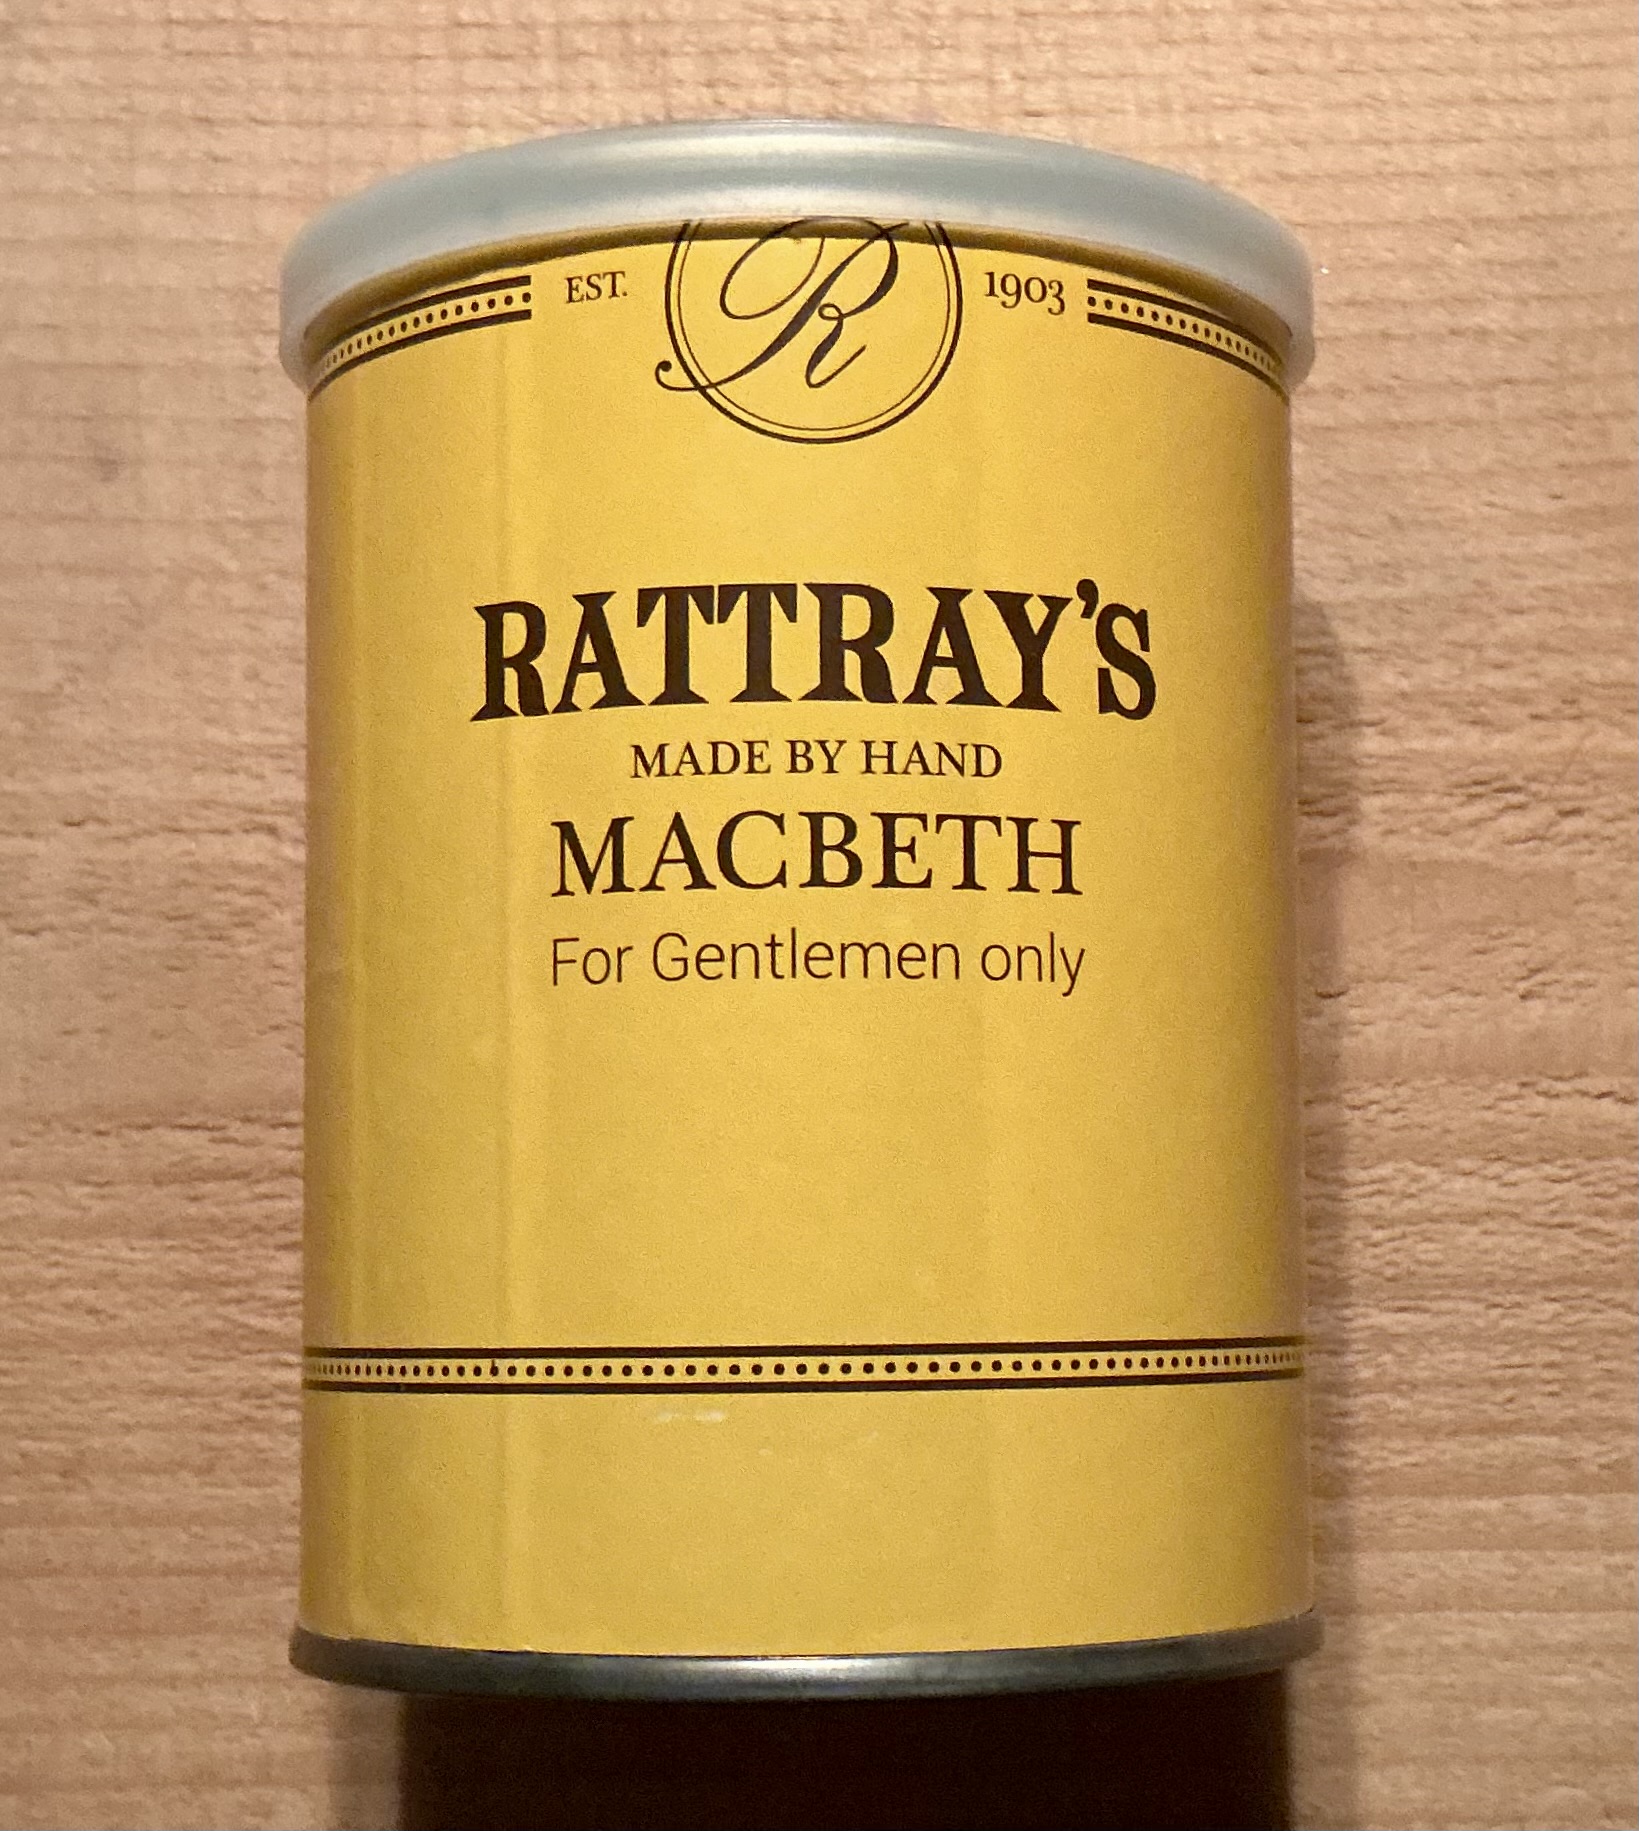 EST. R 1903
RATTRAY'S
MADE BY HAND
MACBETH
For Gentlemen only